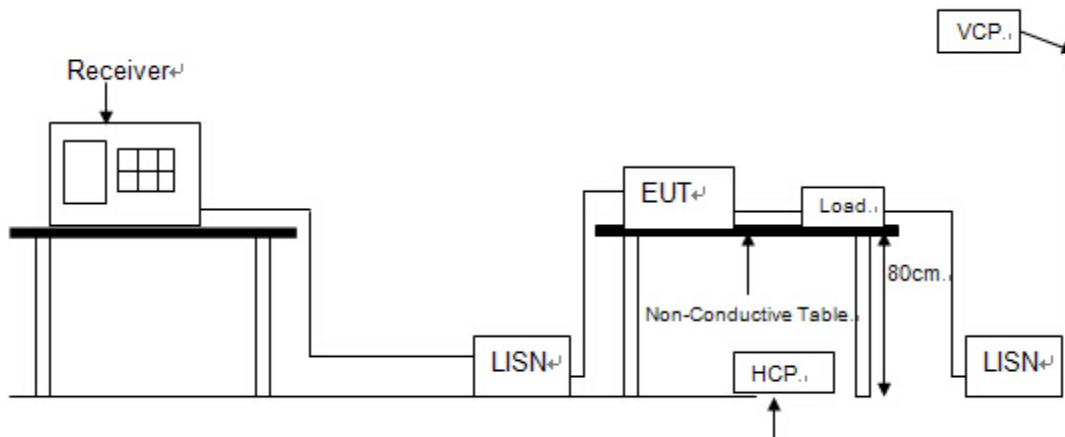 VCP.
Receiver
EUT
Load.
80cm.
Non-Conductive Table.
LISN
HCP.
LISN